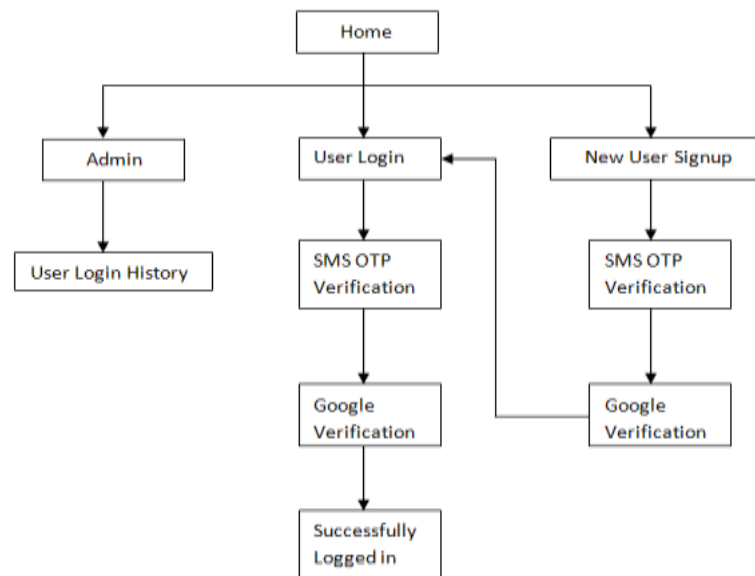 Home
Admin
User Login
New User Signup
User Login History
SMS OTP
Verification
SMS OTP
Verification
Google
Verification
Google
Verification
Successfully
Logged in